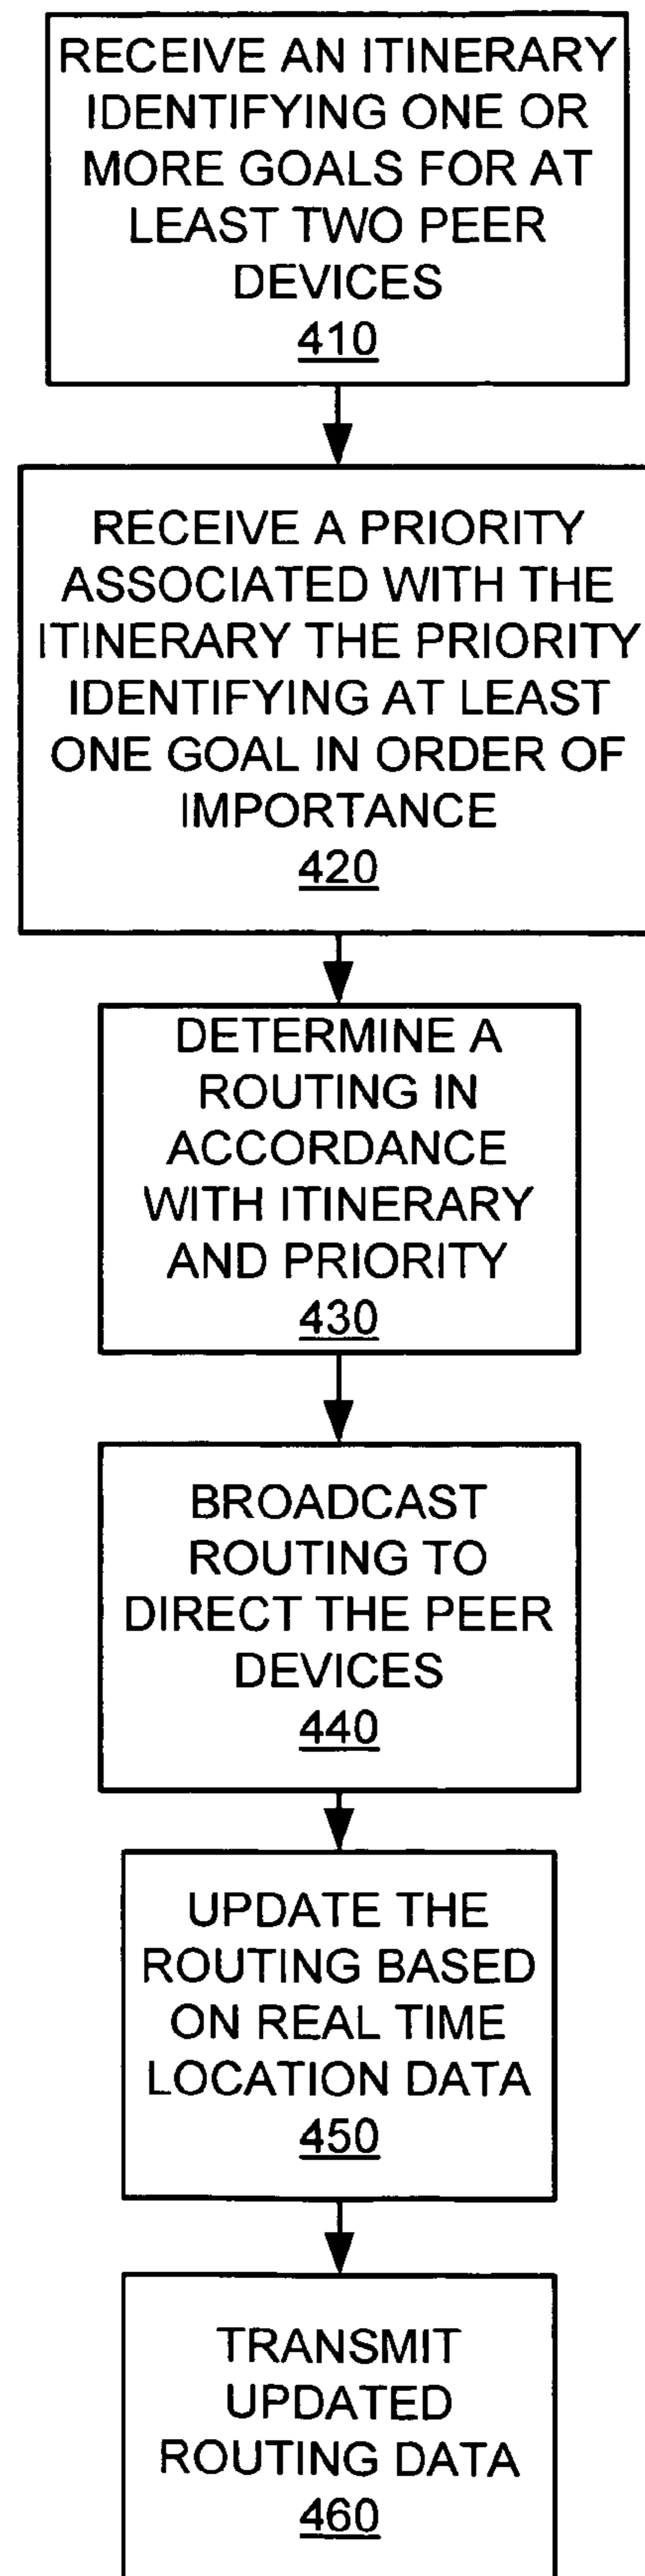 RECEIVE AN ITINERARY
IDENTIFYING ONE OR
MORE GOALS FOR AT
LEAST TWO PEER
DEVICES
410
RECEIVE A PRIORITY
ASSOCIATED WITH THE
ITINERARY THE PRIORITY
IDENTIFYING AT LEAST
ONE GOAL IN ORDER OF
IMPORTANCE
420
DETERMINE A
ROUTING IN
ACCORDANCE
WITH ITINERARY
AND PRIORITY
430
BROADCAST
ROUTING TO
DIRECT THE PEER
DEVICES
440
UPDATE THE
ROUTING BASED
ON REAL TIME
LOCATION DATA
450
TRANSMIT
UPDATED
ROUTING DATA
460